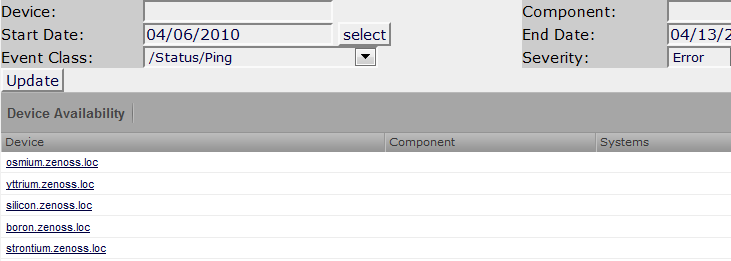 Device: Component:
Start Date: 04/06/2010 select End Date: 04/13/2
Event Class: /Status/Ping Severity: Error
Update
Device Availability
Device Component Systems
osmium.zenoss.loc
yttrium.zenoss.loc
silicon.zenoss.loc
boron.zenoss.loc
strontium.zenoss.loc